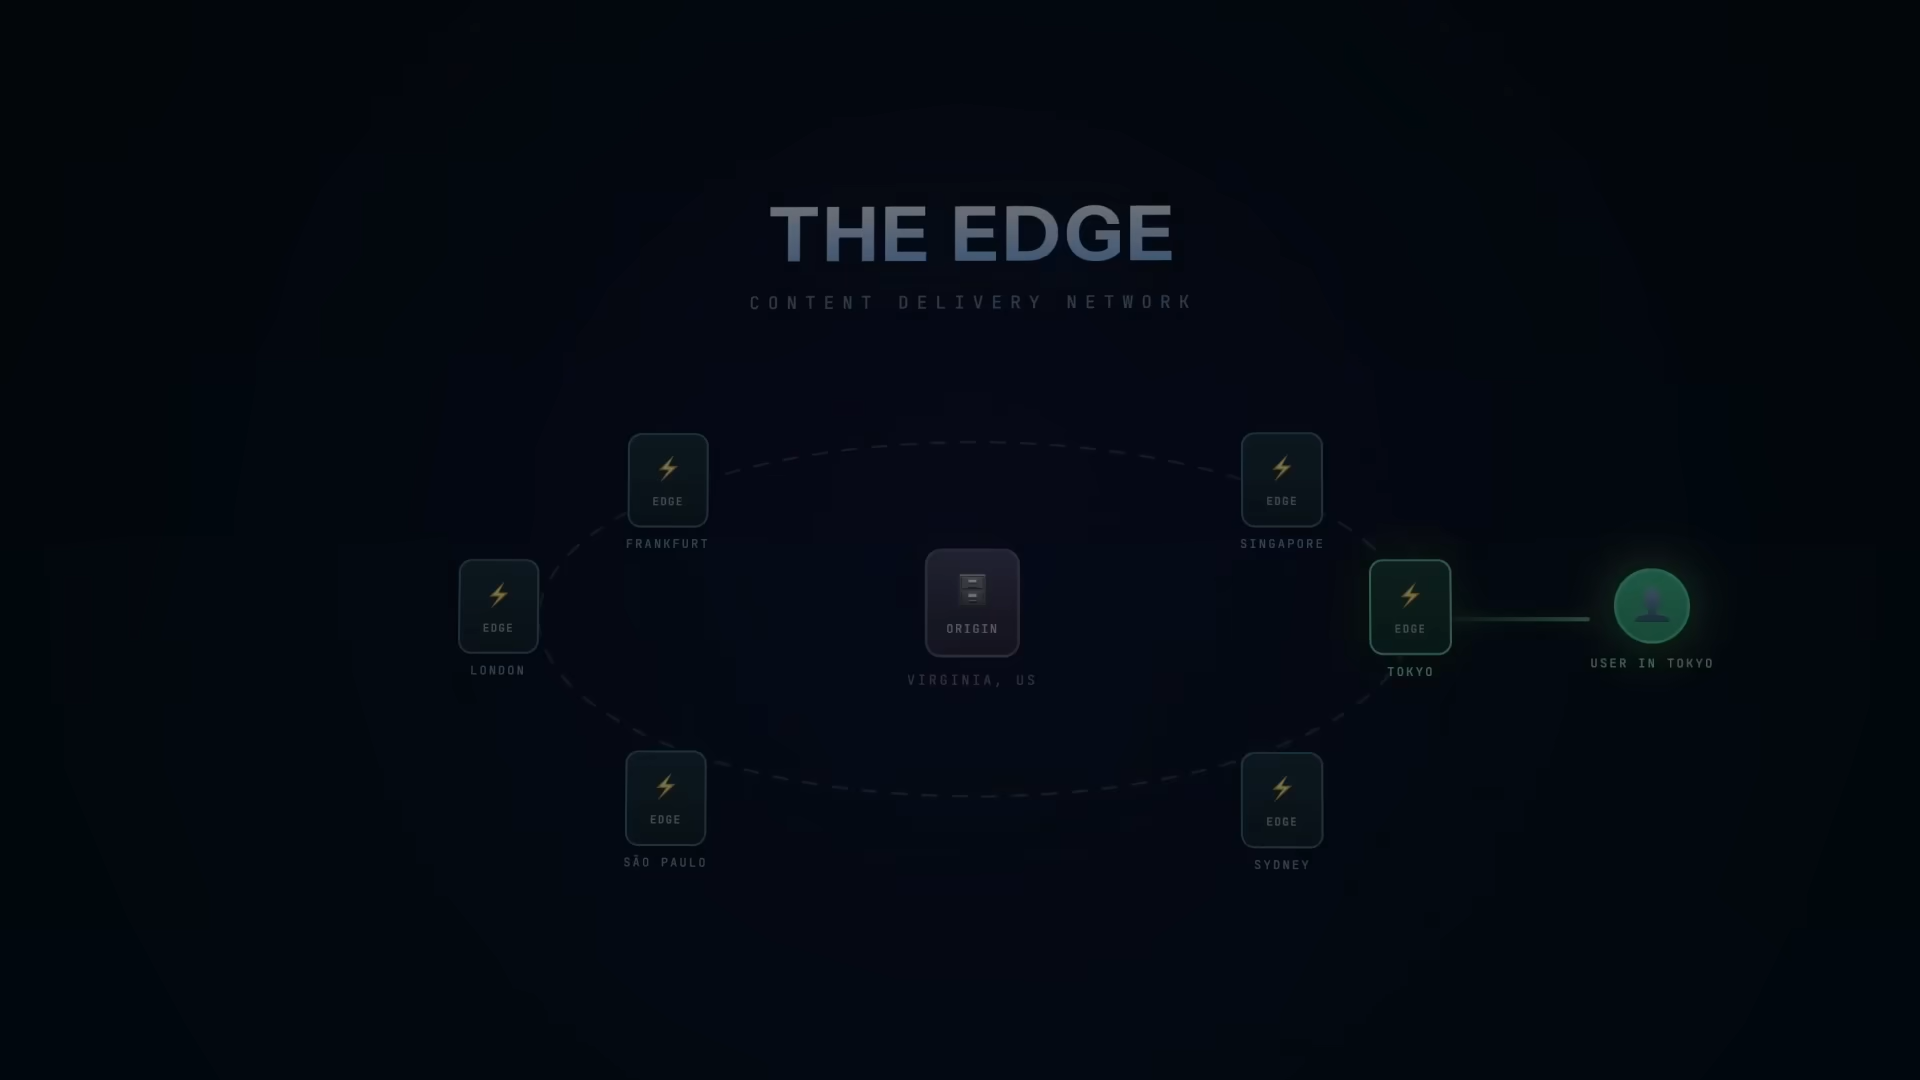 THE EDGE
CONTENT DELIVERY NETWORK
EDGE
FRANKFURT
EDGE
SINGAPORE
EDGE
LONDON
ORIGIN
VIRGINIA, US
EDGE
TOKYO
USER IN TOKYO
EDGE
SÃO PAULO
EDGE
SYDNEY